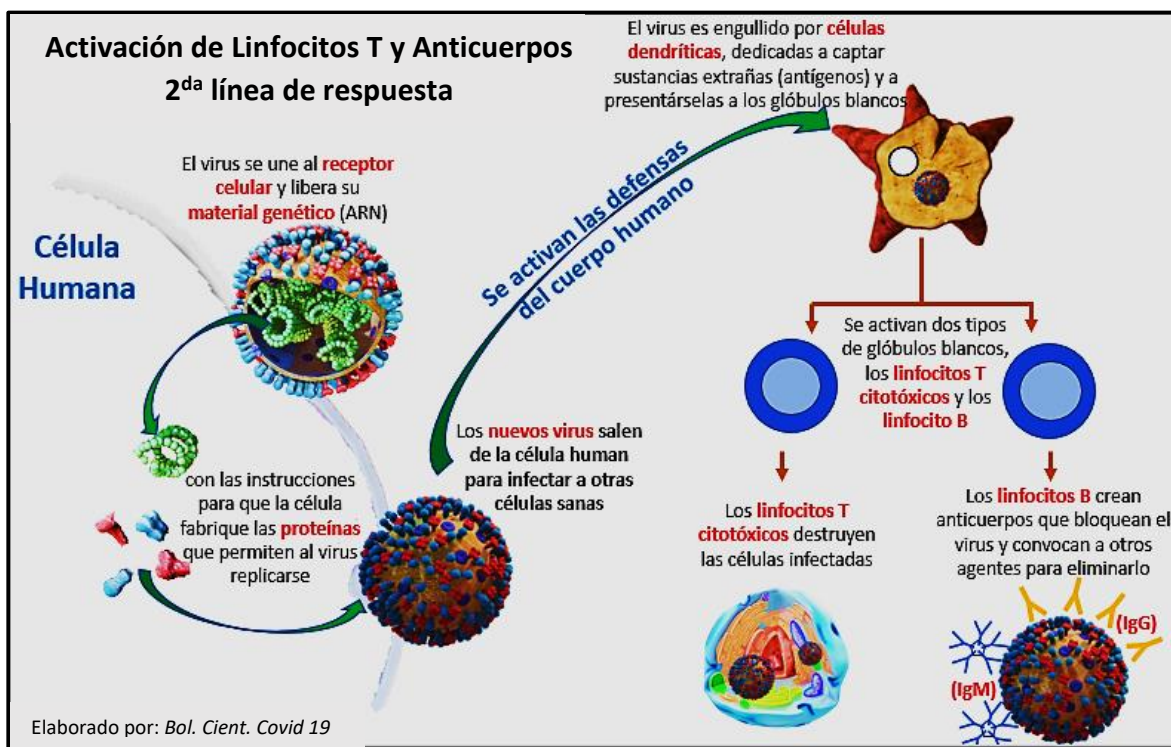 Activación de Linfocitos T y Anticuerpos
2da línea de respuesta
El virus se une al receptor
celular y libera su
material genético (ARN)
Célula
Humana
con las instrucciones
para que la célula
fabrique las proteínas
que permiten al virus
replicarse
Los nuevos virus salen
de la célula human
para infectar a otras
células sanas
Se activan las defensas
del cuerpo humano
El virus es engullido por células
dendríticas, dedicadas a captar
sustancias extrañas (antígenos) y a
presentárselas a los glóbulos blancos
Se activan dos tipos
de glóbulos blancos,
los linfocitos T
citotóxicos y los
linfocito B
Los linfocitos T
citotóxicos destruyen
las células infectadas
Los linfocitos B crean
anticuerpos que bloquean el
virus y convocan a otros
agentes para eliminarlo
(IgG)
(IgM)
Elaborado por: Bol. Cient. Covid 19